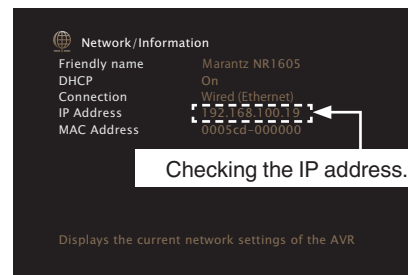 Network/Information
Friendly name Marantz NR1605
DHCP On
Connection Wired (Ethernet)
IP Address 192.168.100.19
MAC Address 0005cd-000000
Checking the IP address.
Displays the current network settings of the AVR